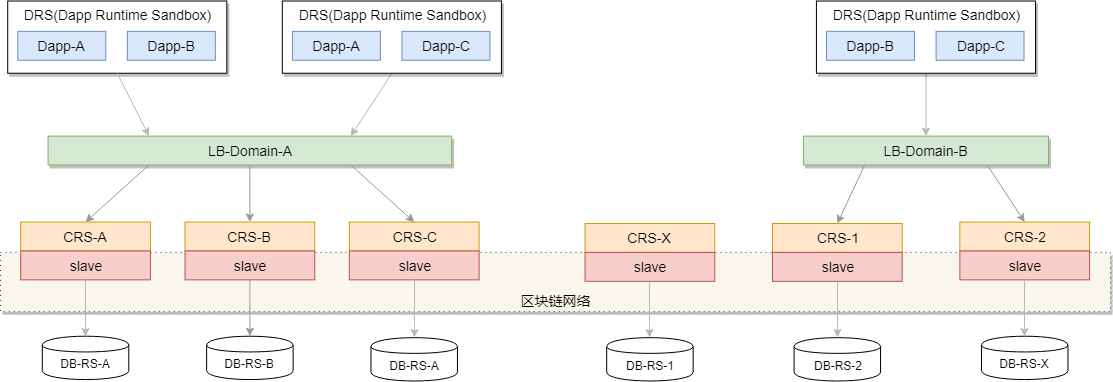 DRS(Dapp Runtime Sandbox)
Dapp-A
Dapp-B
DRS(Dapp Runtime Sandbox)
Dapp-A
Dapp-C
DRS(Dapp Runtime Sandbox)
Dapp-B
Dapp-C
LB-Domain-A
LB-Domain-B
CRS-A
CRS-B
CRS-C
CRS-X
CRS-1
CRS-2
slave
slave
slave
slave
slave
slave
区块链网络
DB-RS-A
DB-RS-B
DB-RS-A
DB-RS-1
DB-RS-2
DB-RS-X